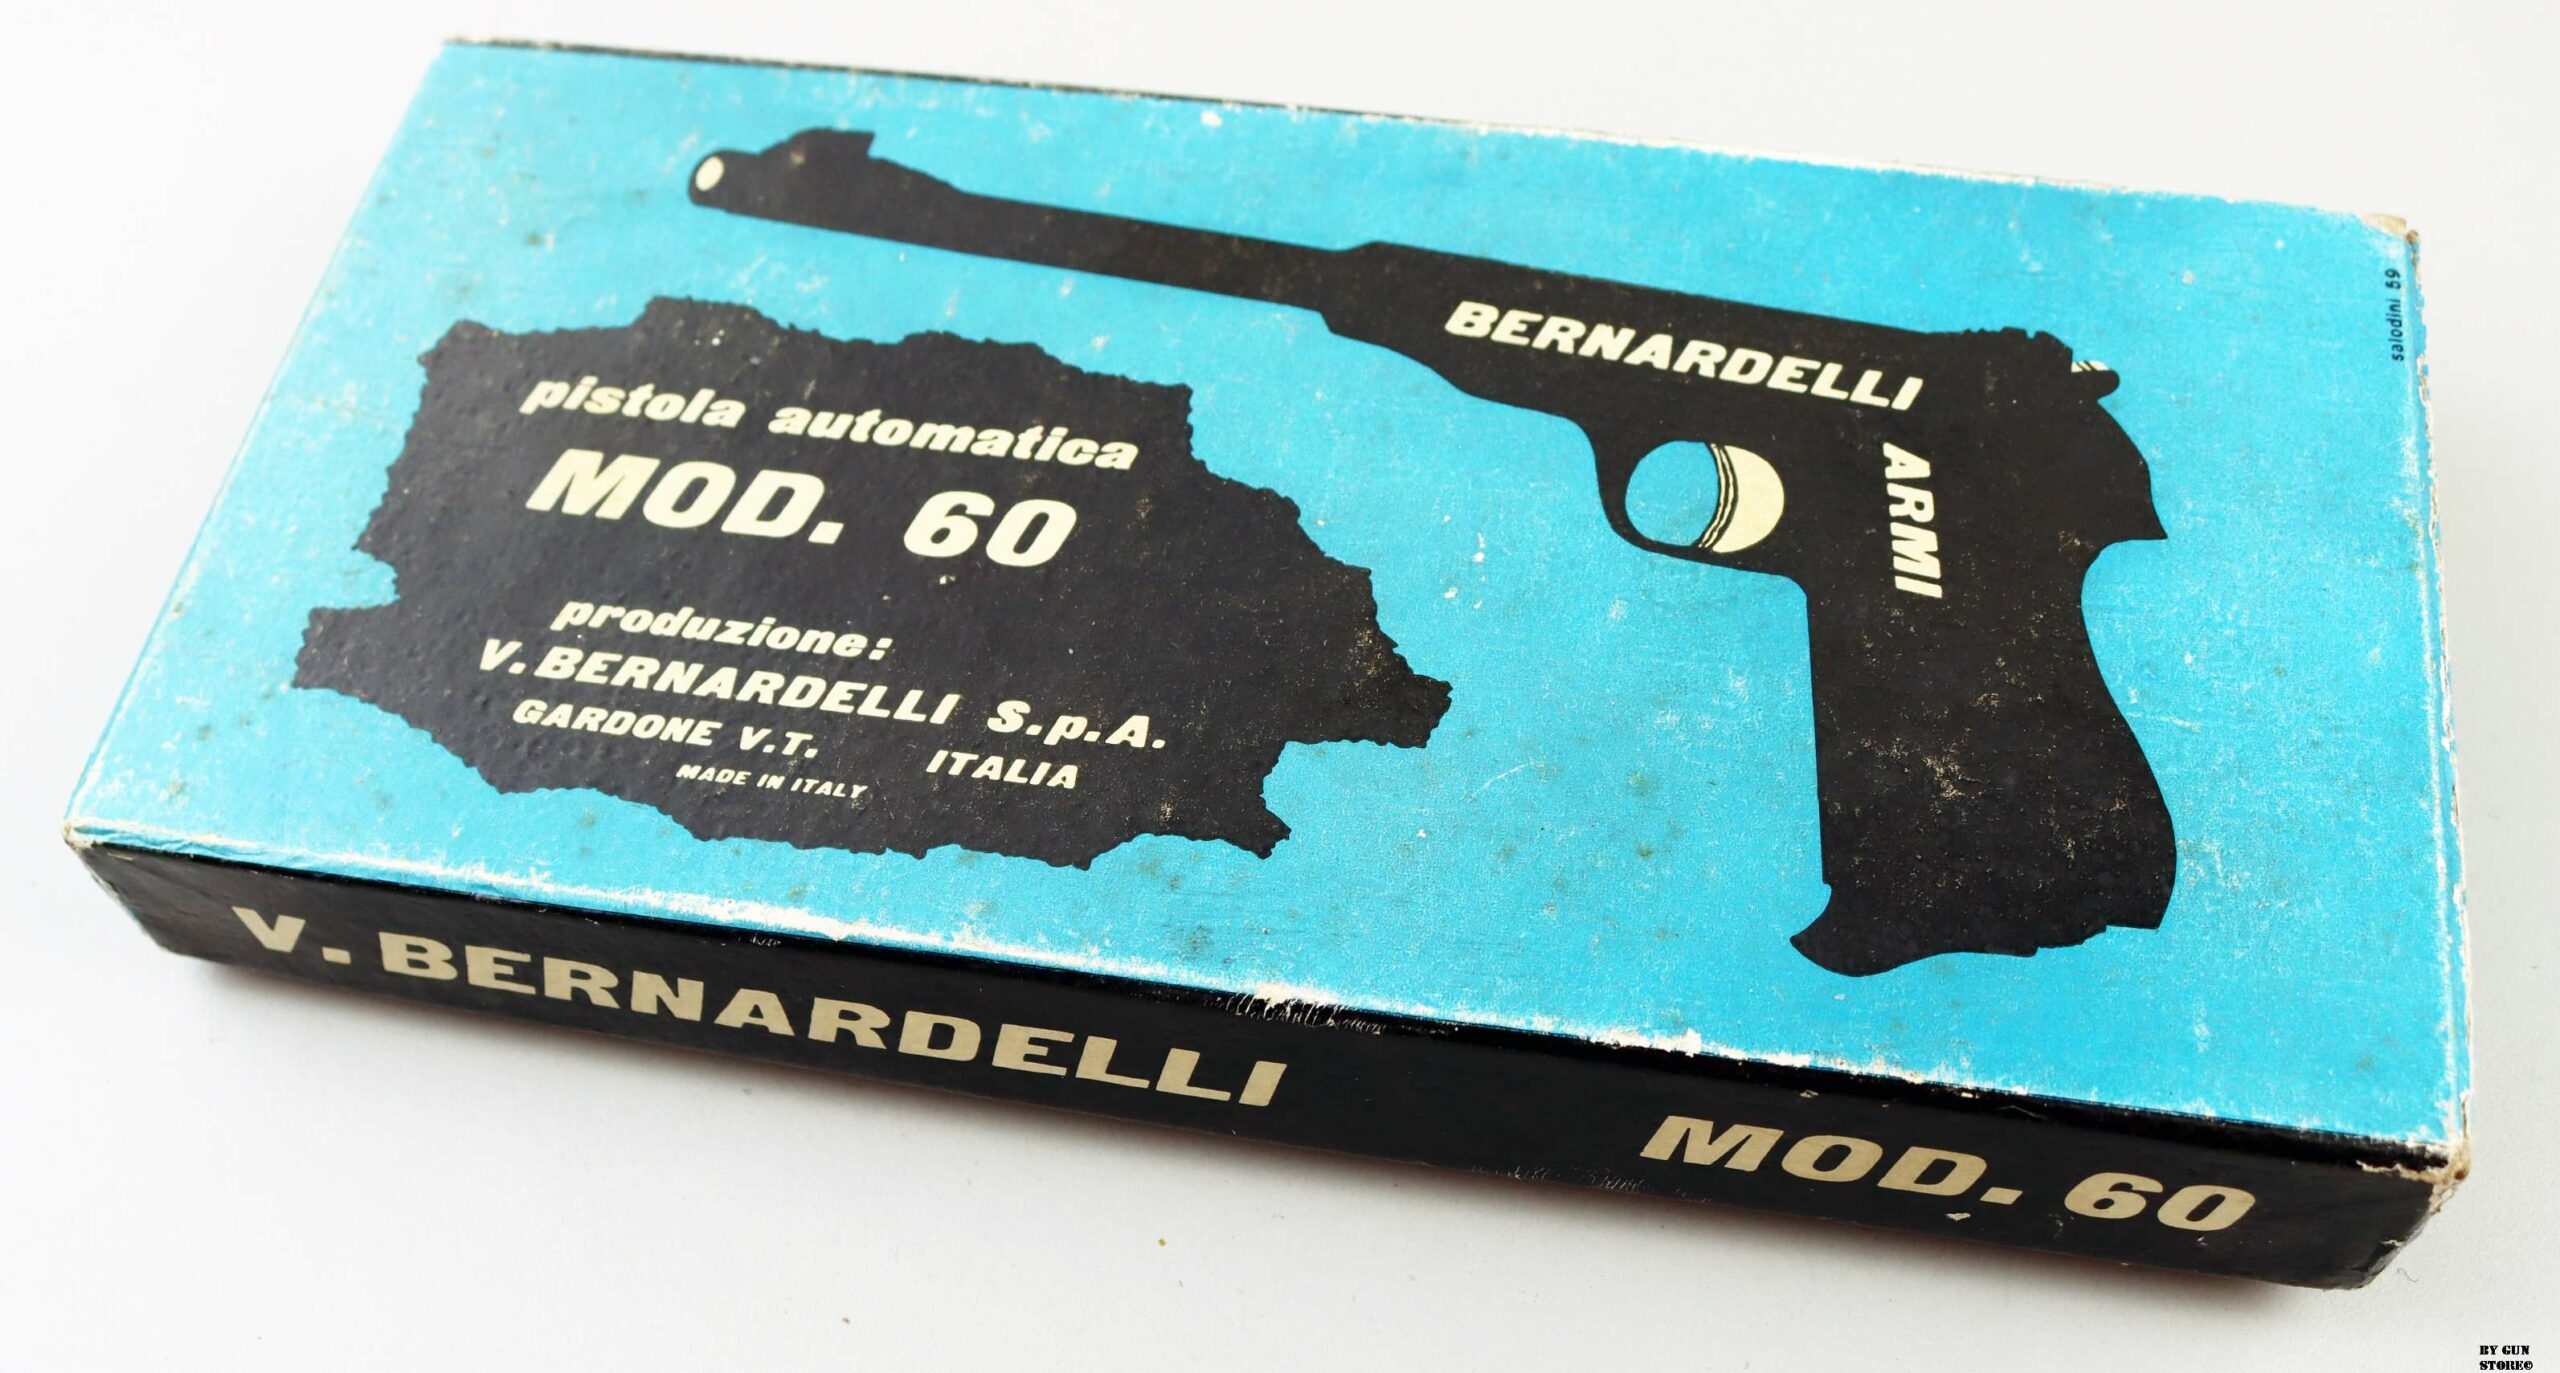 BERNARDELLI
ARMI
salodini 59
pistola automatica
MOD. 60
produzione:
V. BERNARDELLI S.p.A.
GARDONE V.T. ITALIA
MADE IN ITALY
V. BERNARDELLI MOD. 60
BY GUN
STORE©